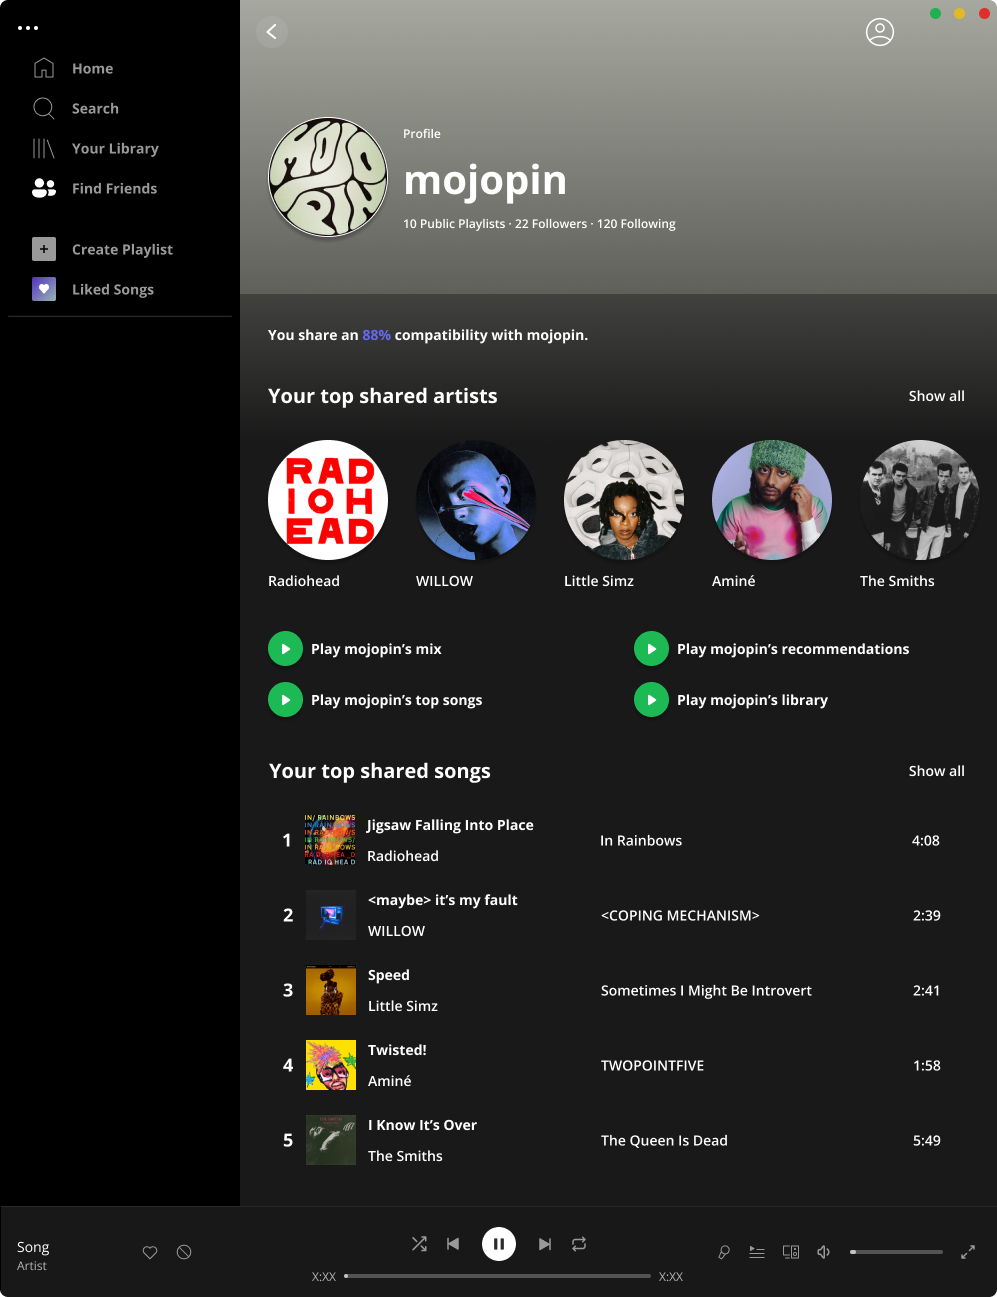 Home
Search
Your Library
Find Friends
Create Playlist
Liked Songs
MOJO
PIN
Profile
mojopin
10 Public Playlists · 22 Followers · 120 Following
You share an 88% compatibility with mojopin.
Your top shared artists
Show all
RAD
IOH
EAD
Radiohead
WILLOW
Little Simz
Aminé
The Smiths
Play mojopin’s mix
Play mojopin’s recommendations
Play mojopin’s top songs
Play mojopin’s library
Your top shared songs
Show all
1
IN/ RAINBOWS
Jigsaw Falling Into Place
Radiohead
In Rainbows
4:08
2
<maybe> it’s my fault
WILLOW
<COPING MECHANISM>
2:39
3
Speed
Little Simz
Sometimes I Might Be Introvert
2:41
4
Twisted!
Aminé
TWOPOINTFIVE
1:58
5
I Know It’s Over
The Smiths
The Queen Is Dead
5:49
Song
Artist
X:XX
X:XX